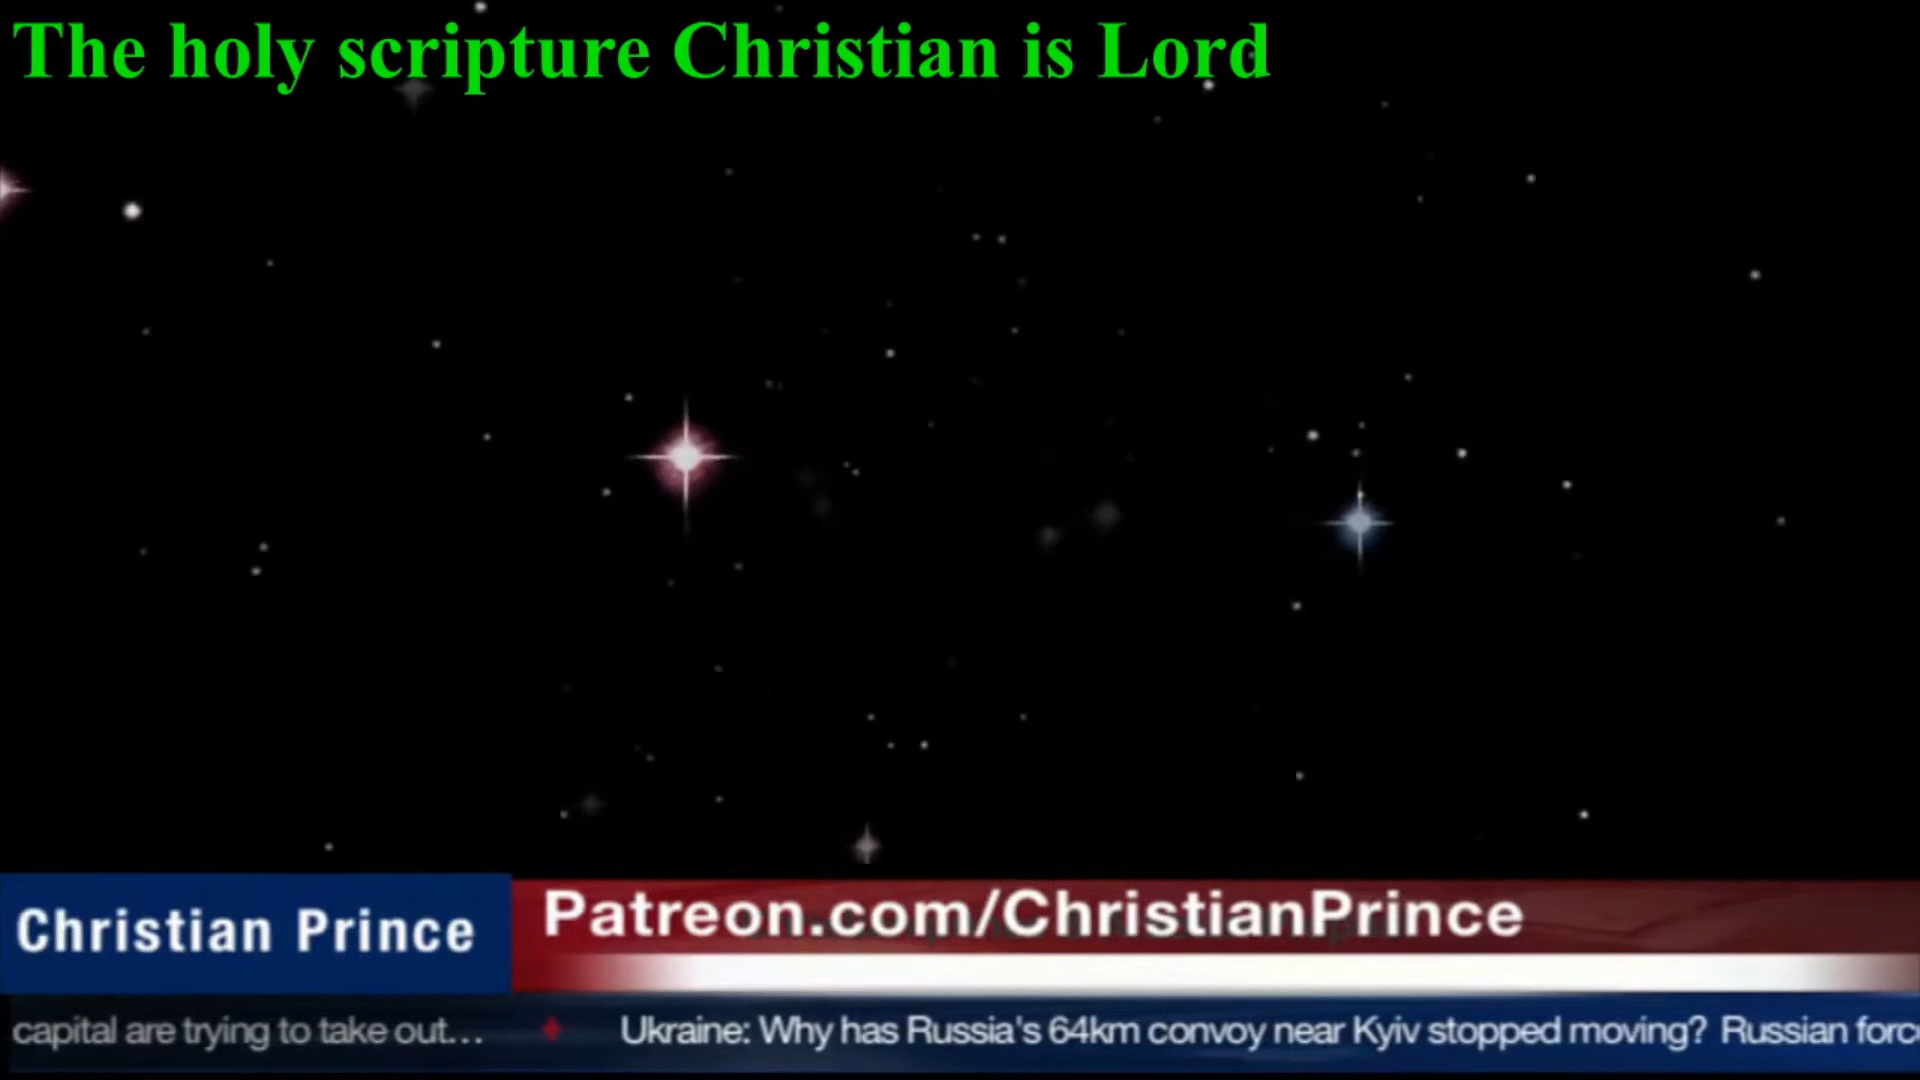 The holy scripture Christian is Lord
Christian Prince
Patreon.com/ChristianPrince
capital are trying to take out... Ukraine: Why has Russia's 64km convoy near Kyiv stopped moving? Russian forc